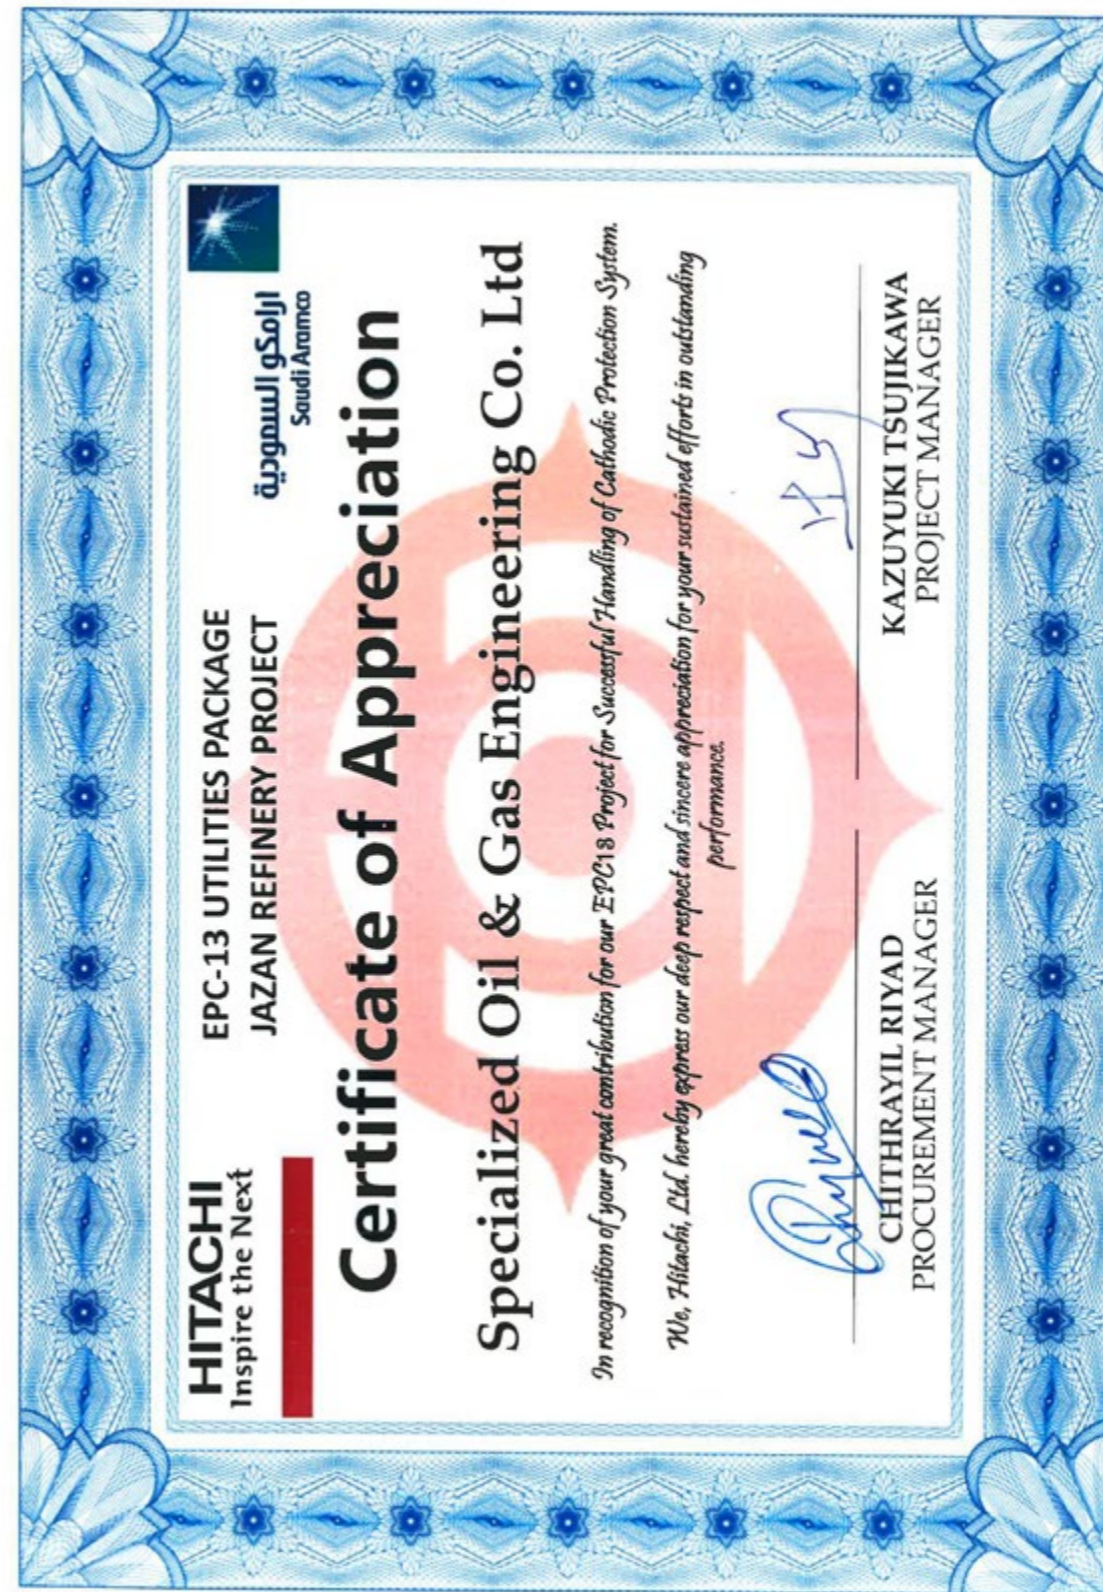 HITACHI
Inspire the Next
EPC-13 UTILITIES PACKAGE
JAZAN REFINERY PROJECT
ارامكو السعودية
Saudi Aramco
Certificate of Appreciation
Specialized Oil & Gas Engineering Co. Ltd
In recognition of your great contribution for our EPC13 Project for Successful Handling of Cathodic Protection System.
We, Hitachi, Ltd. hereby express our deep respect and sincere appreciation for your sustained efforts in outstanding
performance.
CHITHRAYIL RIYAD
PROCUREMENT MANAGER
KAZUYUKI TSUJIKAWA
PROJECT MANAGER